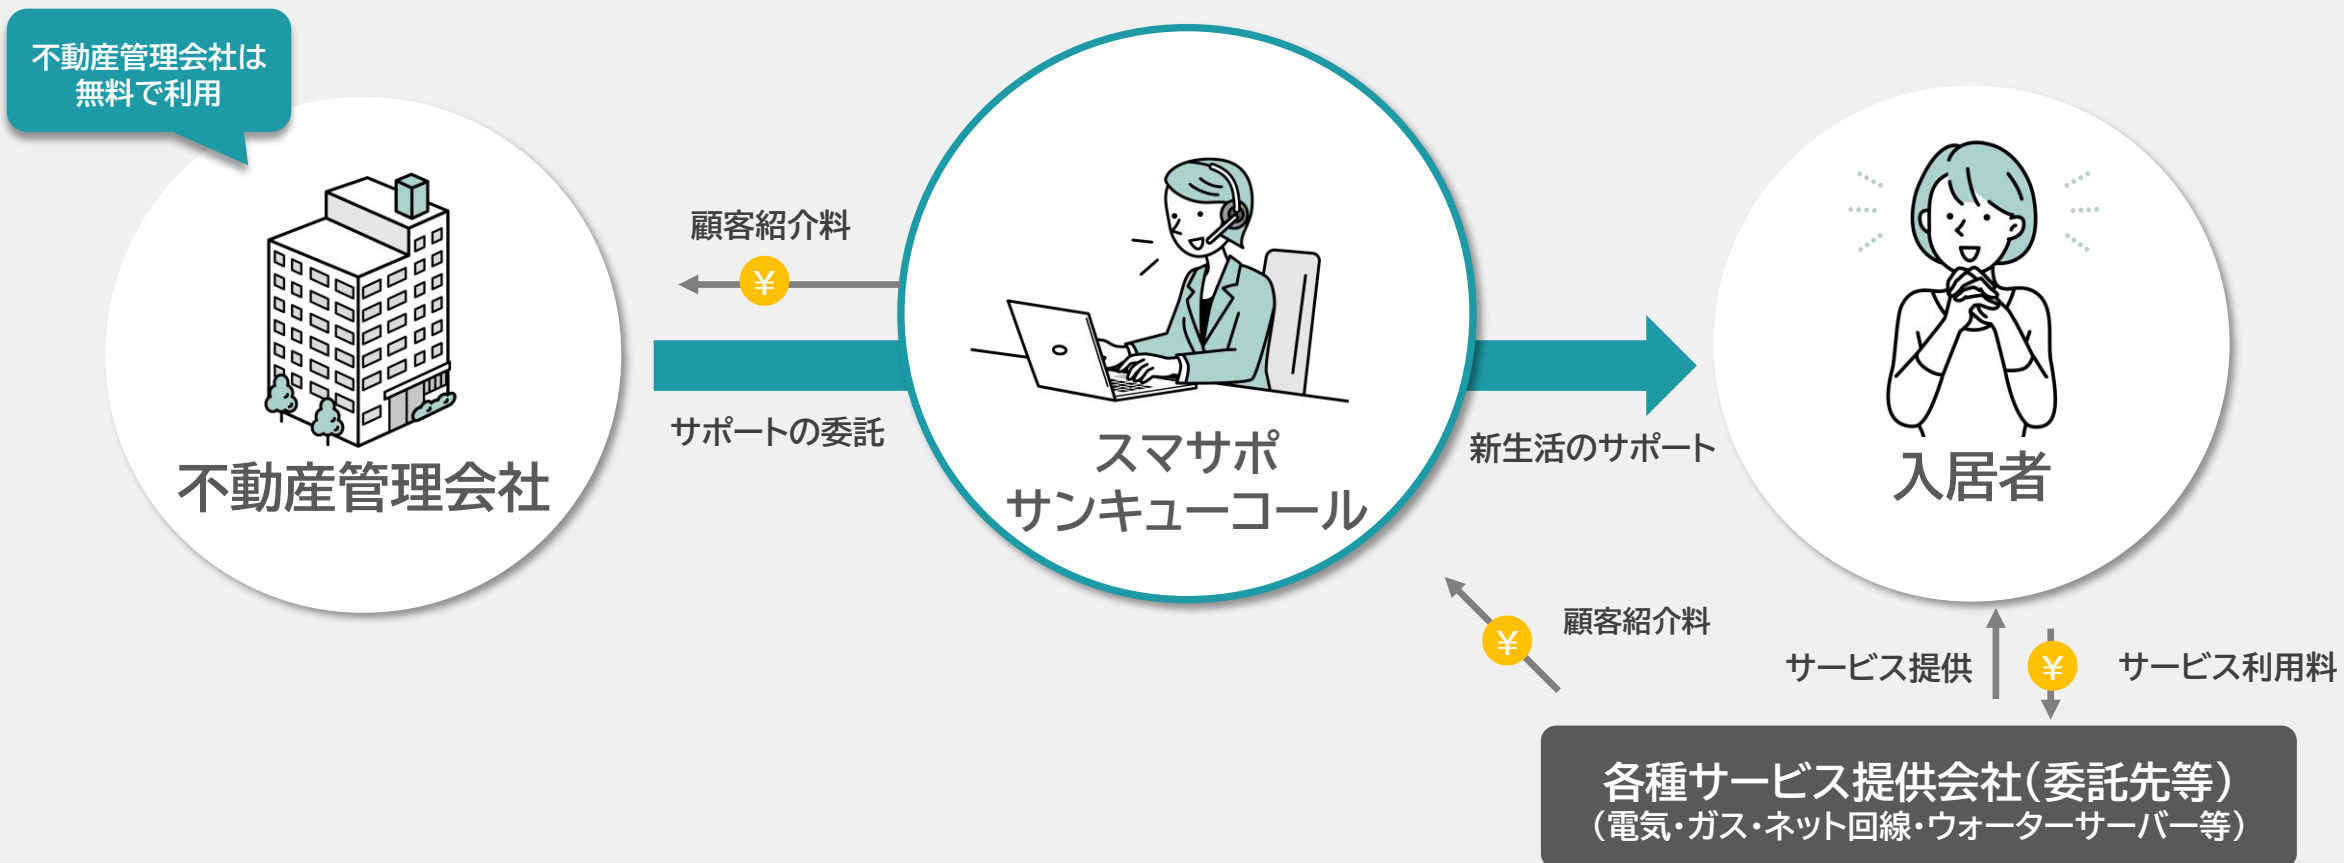 不動産管理会社は
無料で利用
顧客紹介料
¥
サポートの委託
不動産管理会社
スマサポ
サンキューコール
新生活のサポート
入居者
顧客紹介料
¥
サービス提供
¥
サービス利用料
各種サービス提供会社(委託先等)
(電気・ガス・ネット回線・ウォーターサーバー等)